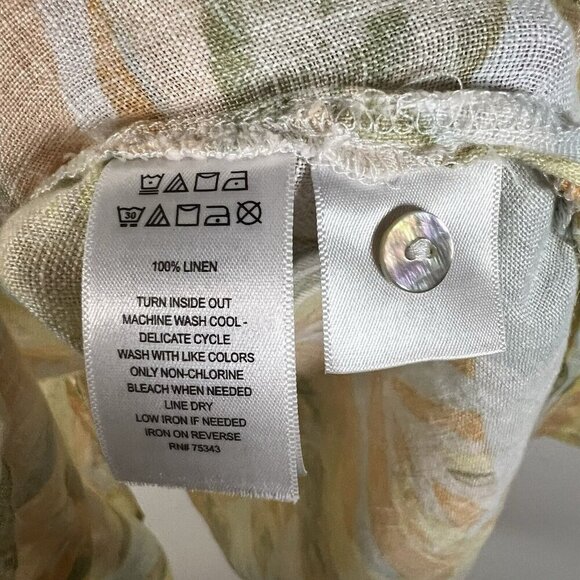 30
100% LINEN
TURN INSIDE OUT
MACHINE WASH COOL -
DELICATE CYCLE
WASH WITH LIKE COLORS
ONLY NON-CHLORINE
BLEACH WHEN NEEDED
LINE DRY
LOW IRON IF NEEDED
IRON ON REVERSE
RN# 75343